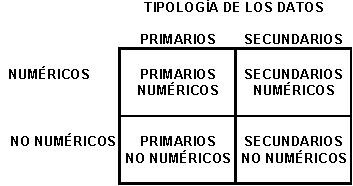 TIPOLOGÍA DE LOS DATOS
PRIMARIOS SECUNDARIOS
NUMÉRICOS
PRIMARIOS NUMÉRICOS
SECUNDARIOS NUMÉRICOS
NO NUMÉRICOS
PRIMARIOS NO NUMÉRICOS
SECUNDARIOS NO NUMÉRICOS